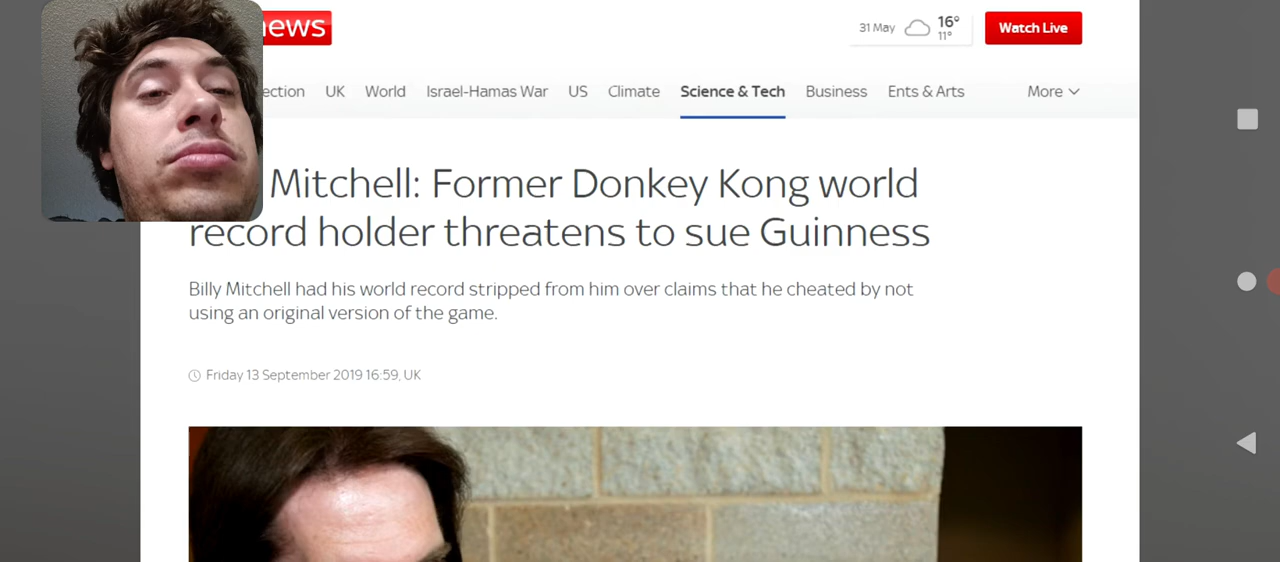 news
31 May 16° 11° Watch Live
UK World Israel-Hamas War US Climate Science & Tech Business Ents & Arts More
Mitchell: Former Donkey Kong world
record holder threatens to sue Guinness
Billy Mitchell had his world record stripped from him over claims that he cheated by not
using an original version of the game.
Friday 13 September 2019 16:59, UK